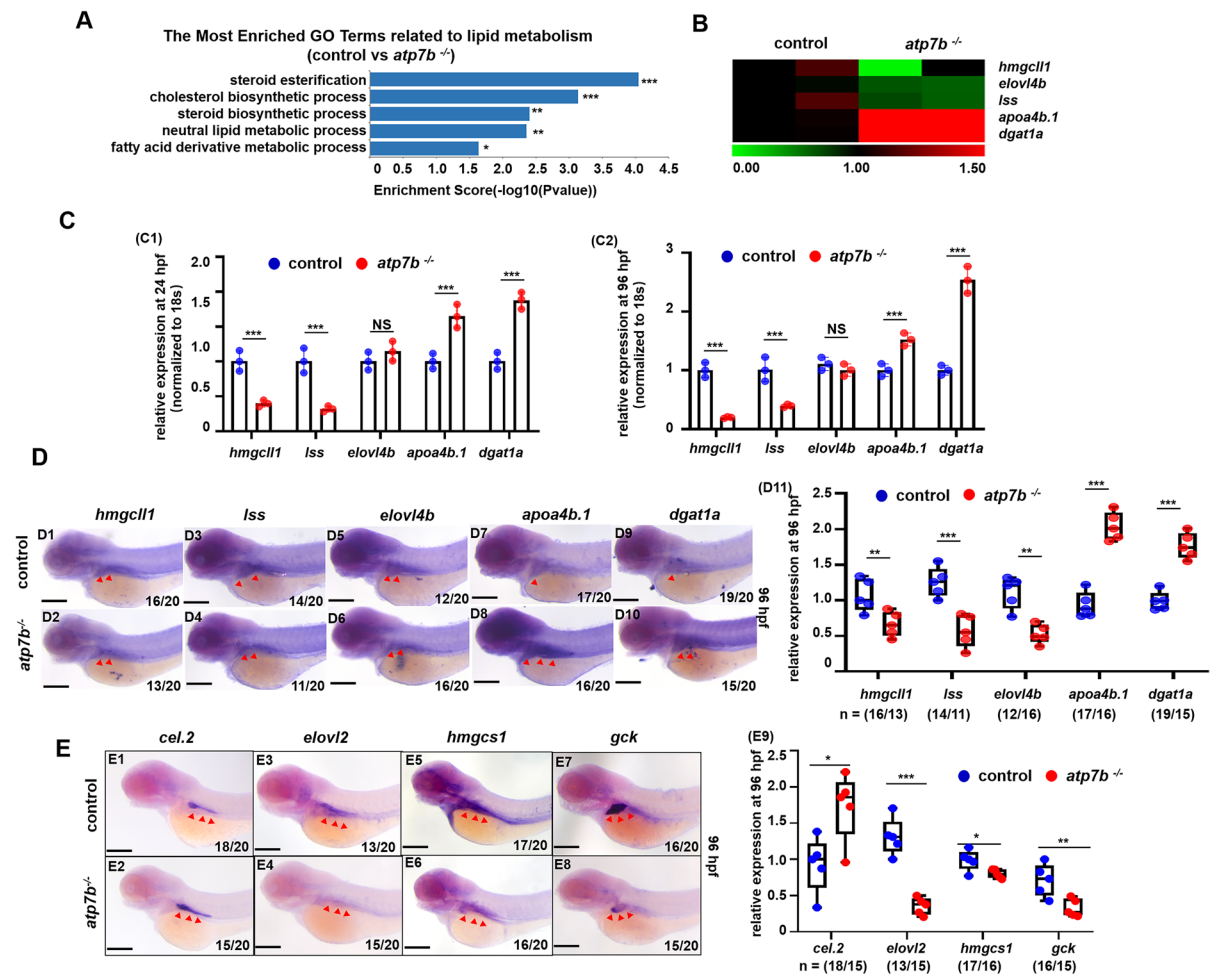 A
The Most Enriched GO Terms related to lipid metabolism
(control vs atp7b -/-)
steroid esterification ***
cholesterol biosynthetic process ***
steroid biosynthetic process **
neutral lipid metabolic process **
fatty acid derivative metabolic process *
0 0.5 1.0 1.5 2.0 2.5 3.0 3.5 4.0 4.5
Enrichment Score(-log10(Pvalue))
B
control atp7b -/-
hmgcll1
elovl4b
lss
apoa4b.1
dgat1a
0.00 1.00 1.50
C
(C1)
relative expression at 24 hpf
(normalized to 18s)
2.0
1.5
1.0
0.5
0
control atp7b -/-
*** *** NS *** ***
hmgcll1 lss elovl4b apoa4b.1 dgat1a
(C2)
relative expression at 96 hpf
(normalized to 18s)
3
2
1
0
control atp7b -/-
*** *** NS *** ***
hmgcll1 lss elovl4b apoa4b.1 dgat1a
D
hmgcll1 lss elovl4b apoa4b.1 dgat1a
control
D1 D3 D5 D7 D9
16/20 14/20 12/20 17/20 19/20
atp7b-/-
D2 D4 D6 D8 D10
13/20 11/20 16/20 16/20 15/20
96 hpf
(D11)
relative expression at 96 hpf
2.5
2.0
1.5
1.0
0.5
0
control atp7b -/-
** *** ** *** ***
hmgcll1 lss elovl4b apoa4b.1 dgat1a
n = (16/13) (14/11) (12/16) (17/16) (19/15)
E
cel.2 elovl2 hmgcs1 gck
control
E1 E3 E5 E7
18/20 13/20 17/20 16/20
atp7b-/-
E2 E4 E6 E8
15/20 15/20 16/20 15/20
96 hpf
(E9)
relative expression at 96 hpf
2.5
2.0
1.5
1.0
0.5
0
control atp7b -/-
* *** * **
cel.2 elovl2 hmgcs1 gck
n = (18/15) (13/15) (17/16) (16/15)